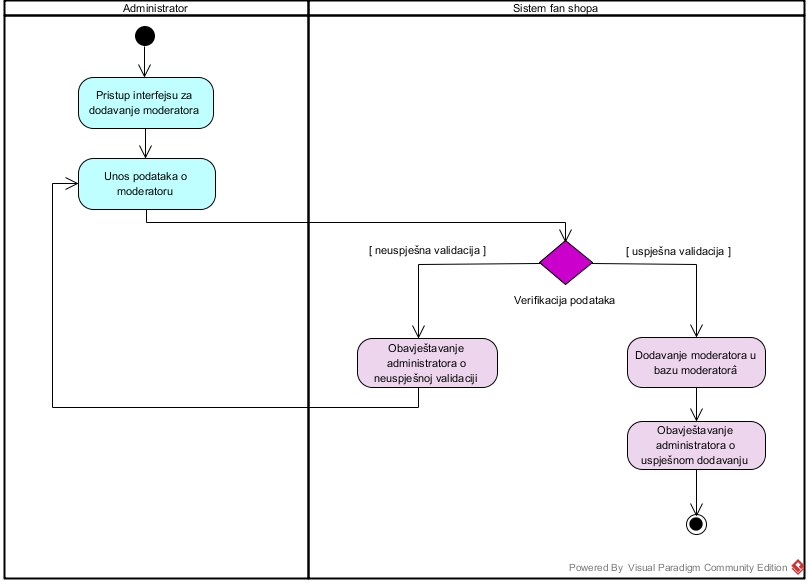 Administrator
Sistem fan shopa
Pristup interfejsu za
dodavanje moderatora
Unos podataka o
moderatoru
[ neuspješna validacija ]
[ uspješna validacija ]
Verifikacija podataka
Obavještavanje
administratora o
neuspješnoj validaciji
Dodavanje moderatora u
bazu moderatora
Obavještavanje
administratora o
uspješnom dodavanju
Powered By Visual Paradigm Community Edition